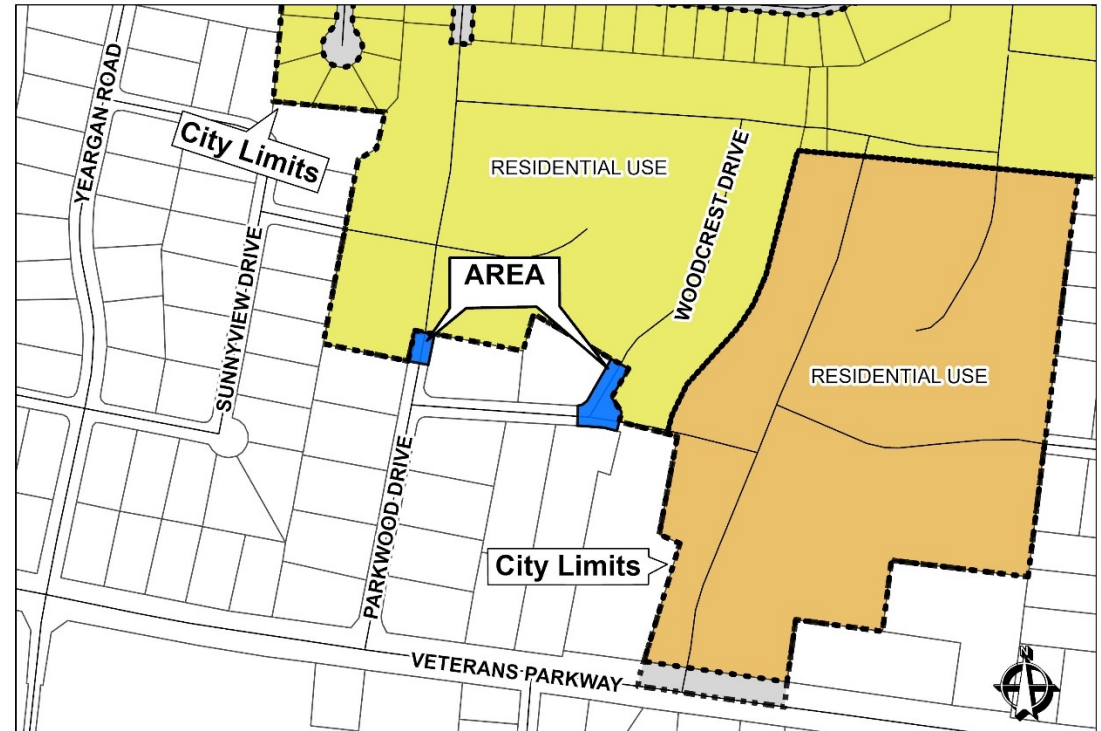 YEARGAN ROAD
City Limits
RESIDENTIAL USE
WOODCREST DRIVE
SUNNYVIEW DRIVE
AREA
RESIDENTIAL USE
PARKWOOD DRIVE
City Limits
VETERANS PARKWAY
N